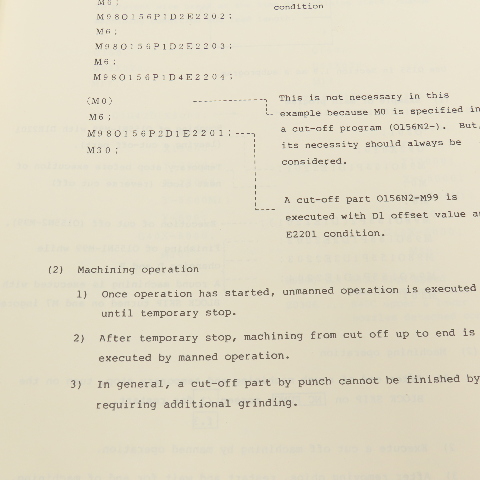 M6;
condition
M98O156P1D2E2202;
M6;
M98O156P1D2E2203;
M6;
M98O156P1D4E2204;
(M0)
M6;
M98O156P2D1E2201;
M30;
This is not necessary in this
example because M0 is specified in
a cut-off program (O156N2~). But,
its necessity should always be
considered.
A cut-off part O156N2~M99 is
executed with D1 offset value
E2201 condition.
(2) Machining operation
1) Once operation has started, unmanned operation is executed
until temporary stop.
2) After temporary stop, machining from cut off up to end is
executed by manned operation.
3) In general, a cut-off part by punch cannot be finished by
requiring additional grinding.